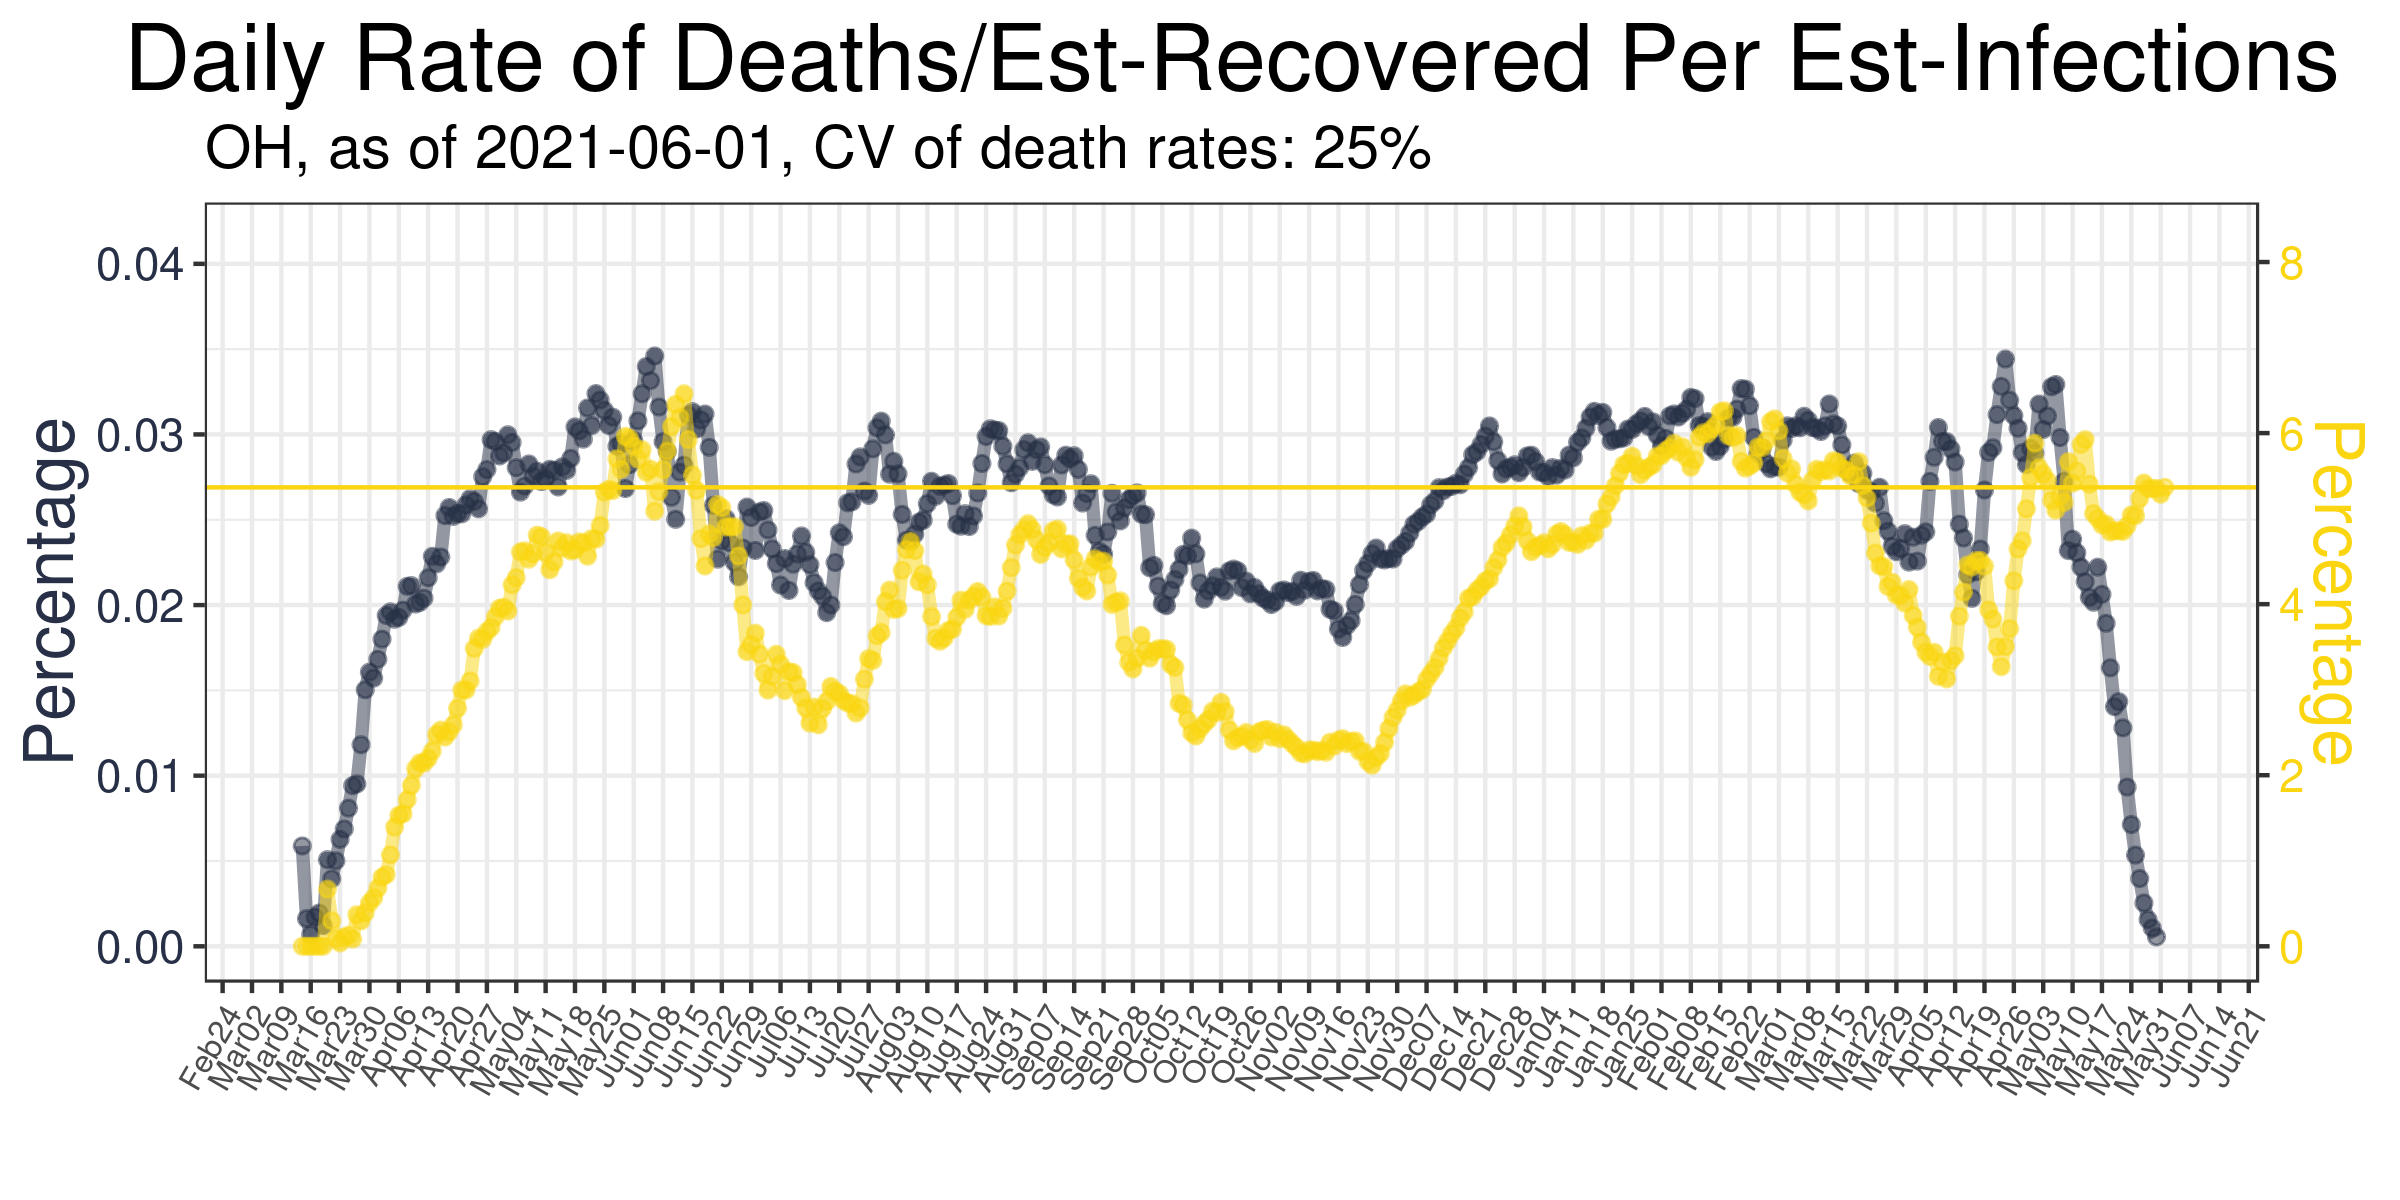 Daily Rate of Deaths/Est-Recovered Per Est-Infections
OH, as of 2021-06-01, CV of death rates: 25%
Percentage
0.04
0.03
0.02
0.01
0.00
8
6
4
2
0
Percentage
Feb24
Mar02
Mar09
Mar16
Mar23
Mar30
Apr06
Apr13
Apr20
Apr27
May04
May11
May18
May25
Jun01
Jun08
Jun15
Jun22
Jun29
Jul06
Jul13
Jul20
Jul27
Aug03
Aug10
Aug17
Aug24
Aug31
Sep07
Sep14
Sep21
Sep28
Oct05
Oct12
Oct19
Oct26
Nov02
Nov09
Nov16
Nov23
Nov30
Dec07
Dec14
Dec21
Dec28
Jan04
Jan11
Jan18
Jan25
Feb01
Feb08
Feb15
Feb22
Mar01
Mar08
Mar15
Mar22
Mar29
Apr05
Apr12
Apr19
Apr26
May03
May10
May17
May24
May31
Jun07
Jun14
Jun21